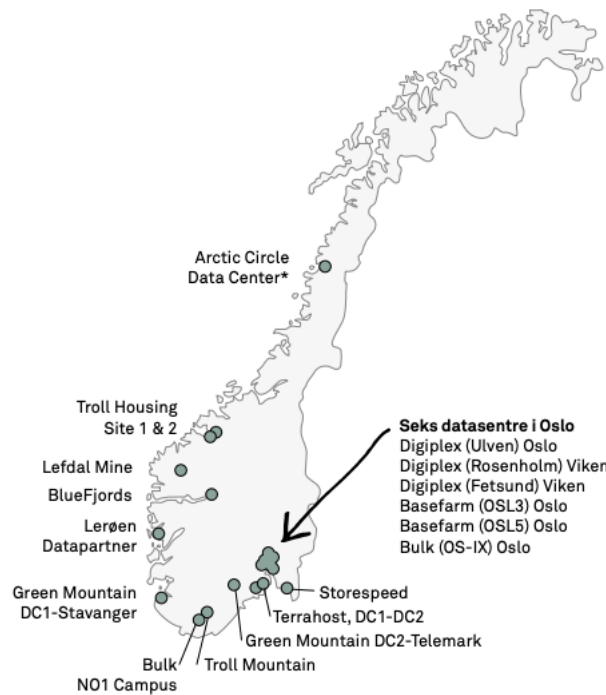 Arctic Circle
Data Center*
Troll Housing
Site 1 & 2
Lefdal Mine
BlueFjords
Lerøen
Datapartner
Green Mountain
DC1-Stavanger
Seks datasentre i Oslo
Digiplex (Ulven) Oslo
Digiplex (Rosenholm) Viken
Digiplex (Fetsund) Viken
Basefarm (OSL3) Oslo
Basefarm (OSL5) Oslo
Bulk (OS-IX) Oslo
Storespeed
Terrahost, DC1-DC2
Green Mountain DC2-Telemark
Troll Mountain
Bulk
NO1 Campus